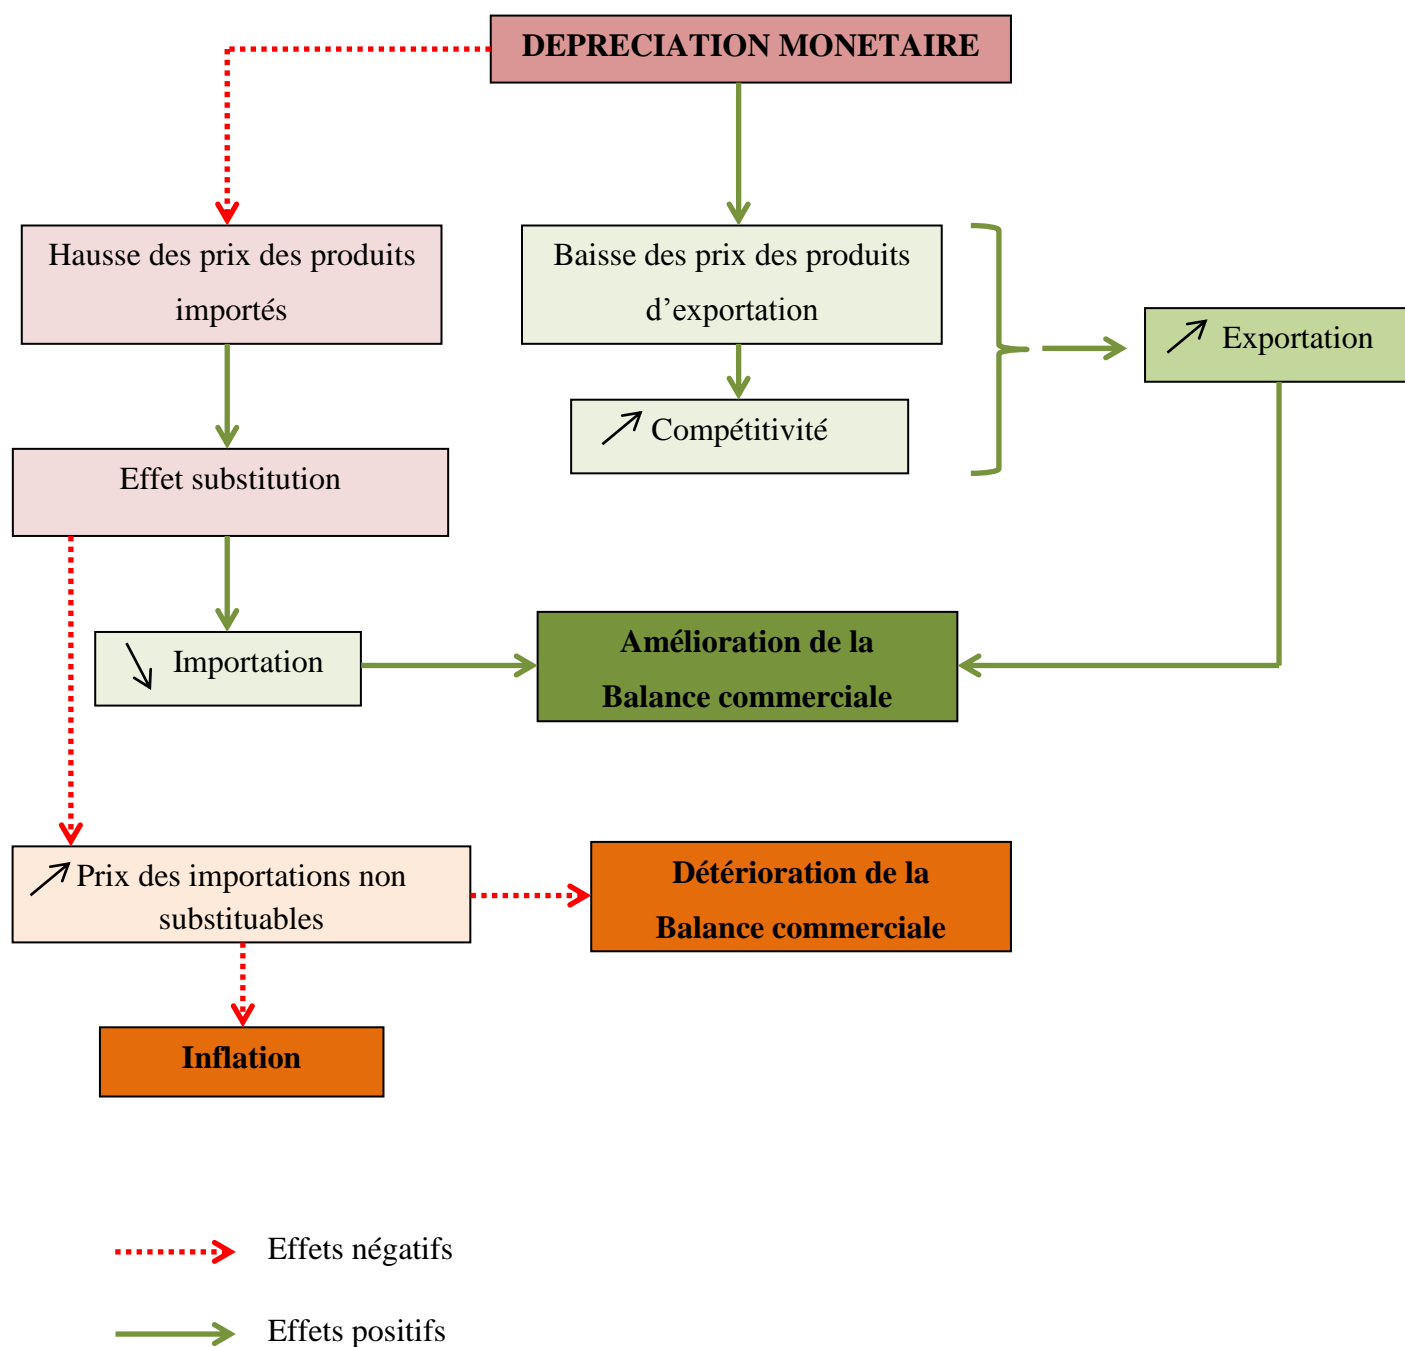 DEPRECIATION MONETAIRE
Hausse des prix des produits
importés
Baisse des prix des produits
d’exportation
Exportation
Compétitivité
Effet substitution
Importation
Amélioration de la
Balance commerciale
Prix des importations non
substituables
Détérioration de la
Balance commerciale
Inflation
Effets négatifs
Effets positifs